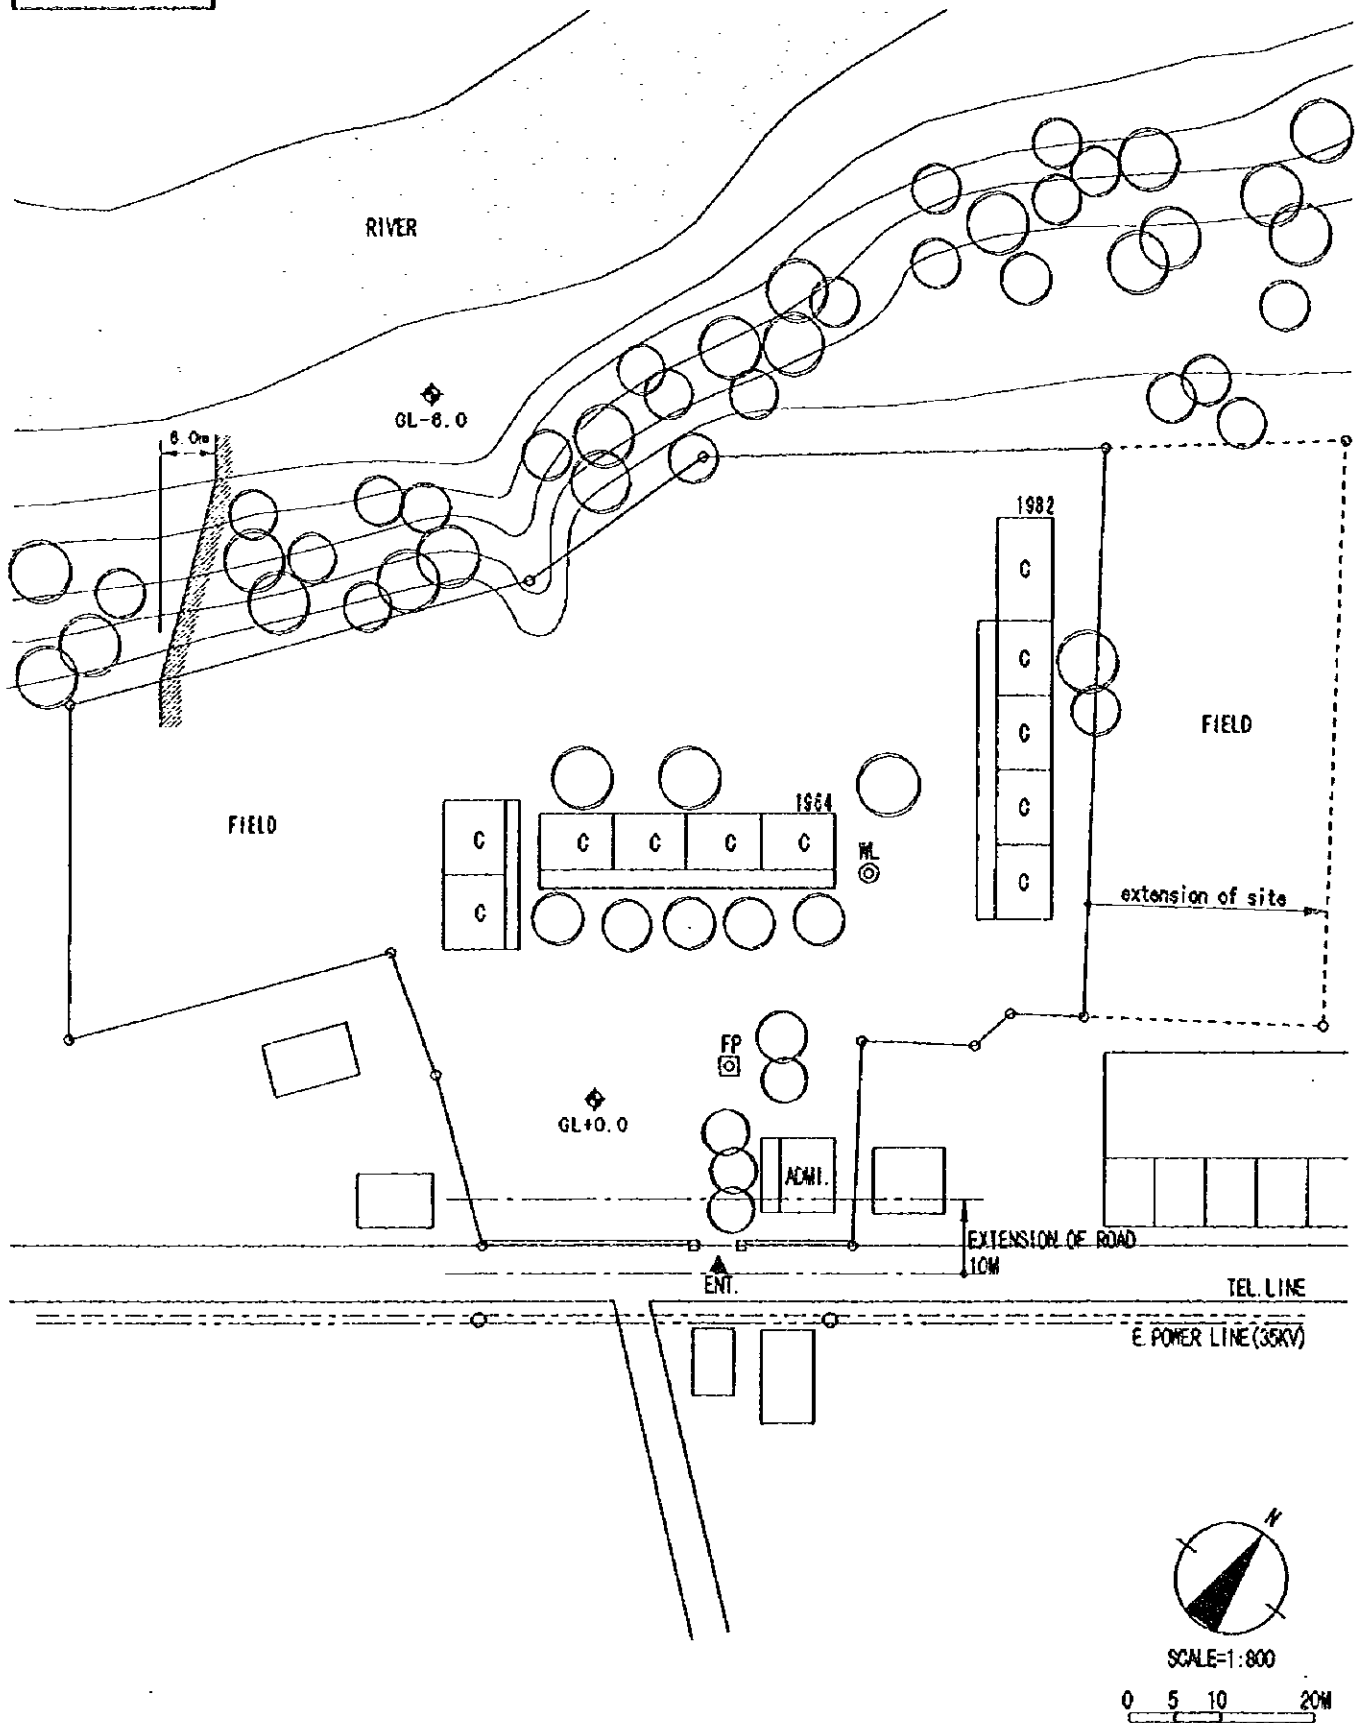 RIVER
GL-6.0
6.0m
1982
C
C
FIELD
C
1964
FIELD
C
C
C
C
C
C
WL
C
C
extension of site
FP
GL+0.0
ADMI.
EXTENSION OF ROAD
10M
ENT.
TEL. LINE
E. POWER LINE(35KV)
N
SCALE=1:800
0 5 10 20M